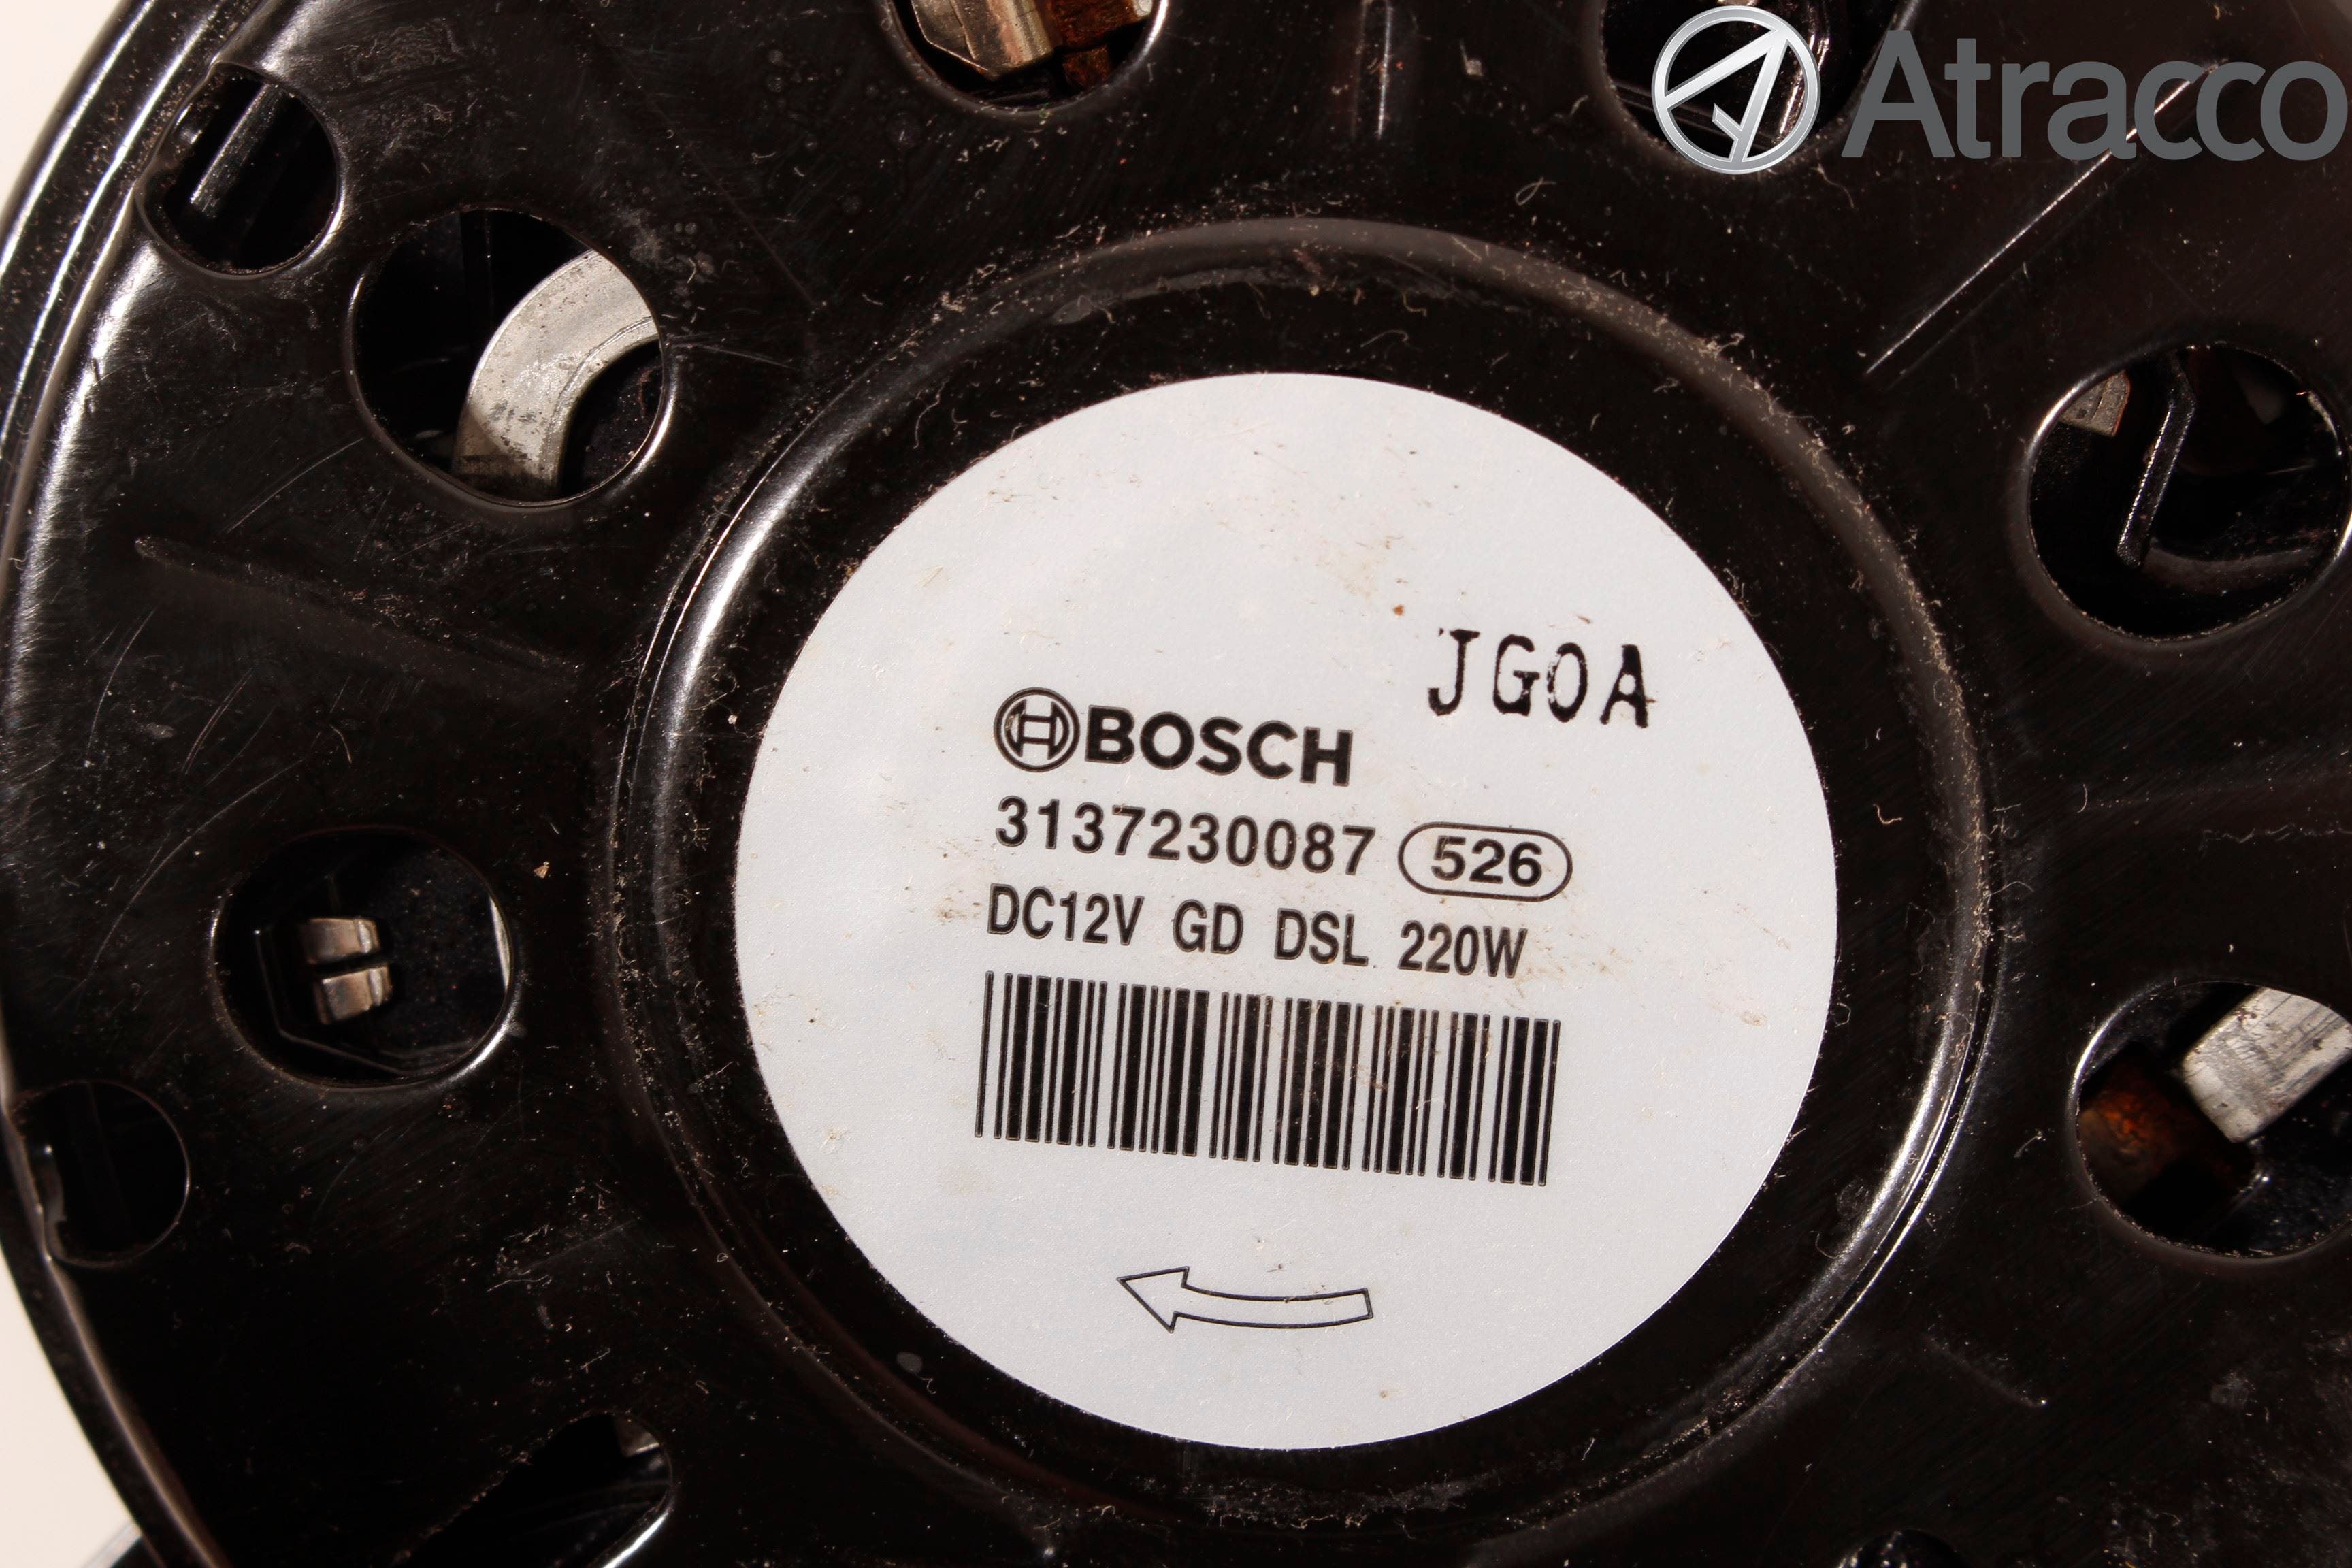 Atracco
JG0A
BOSCH
3137230087 526
DC12V GD DSL 220W